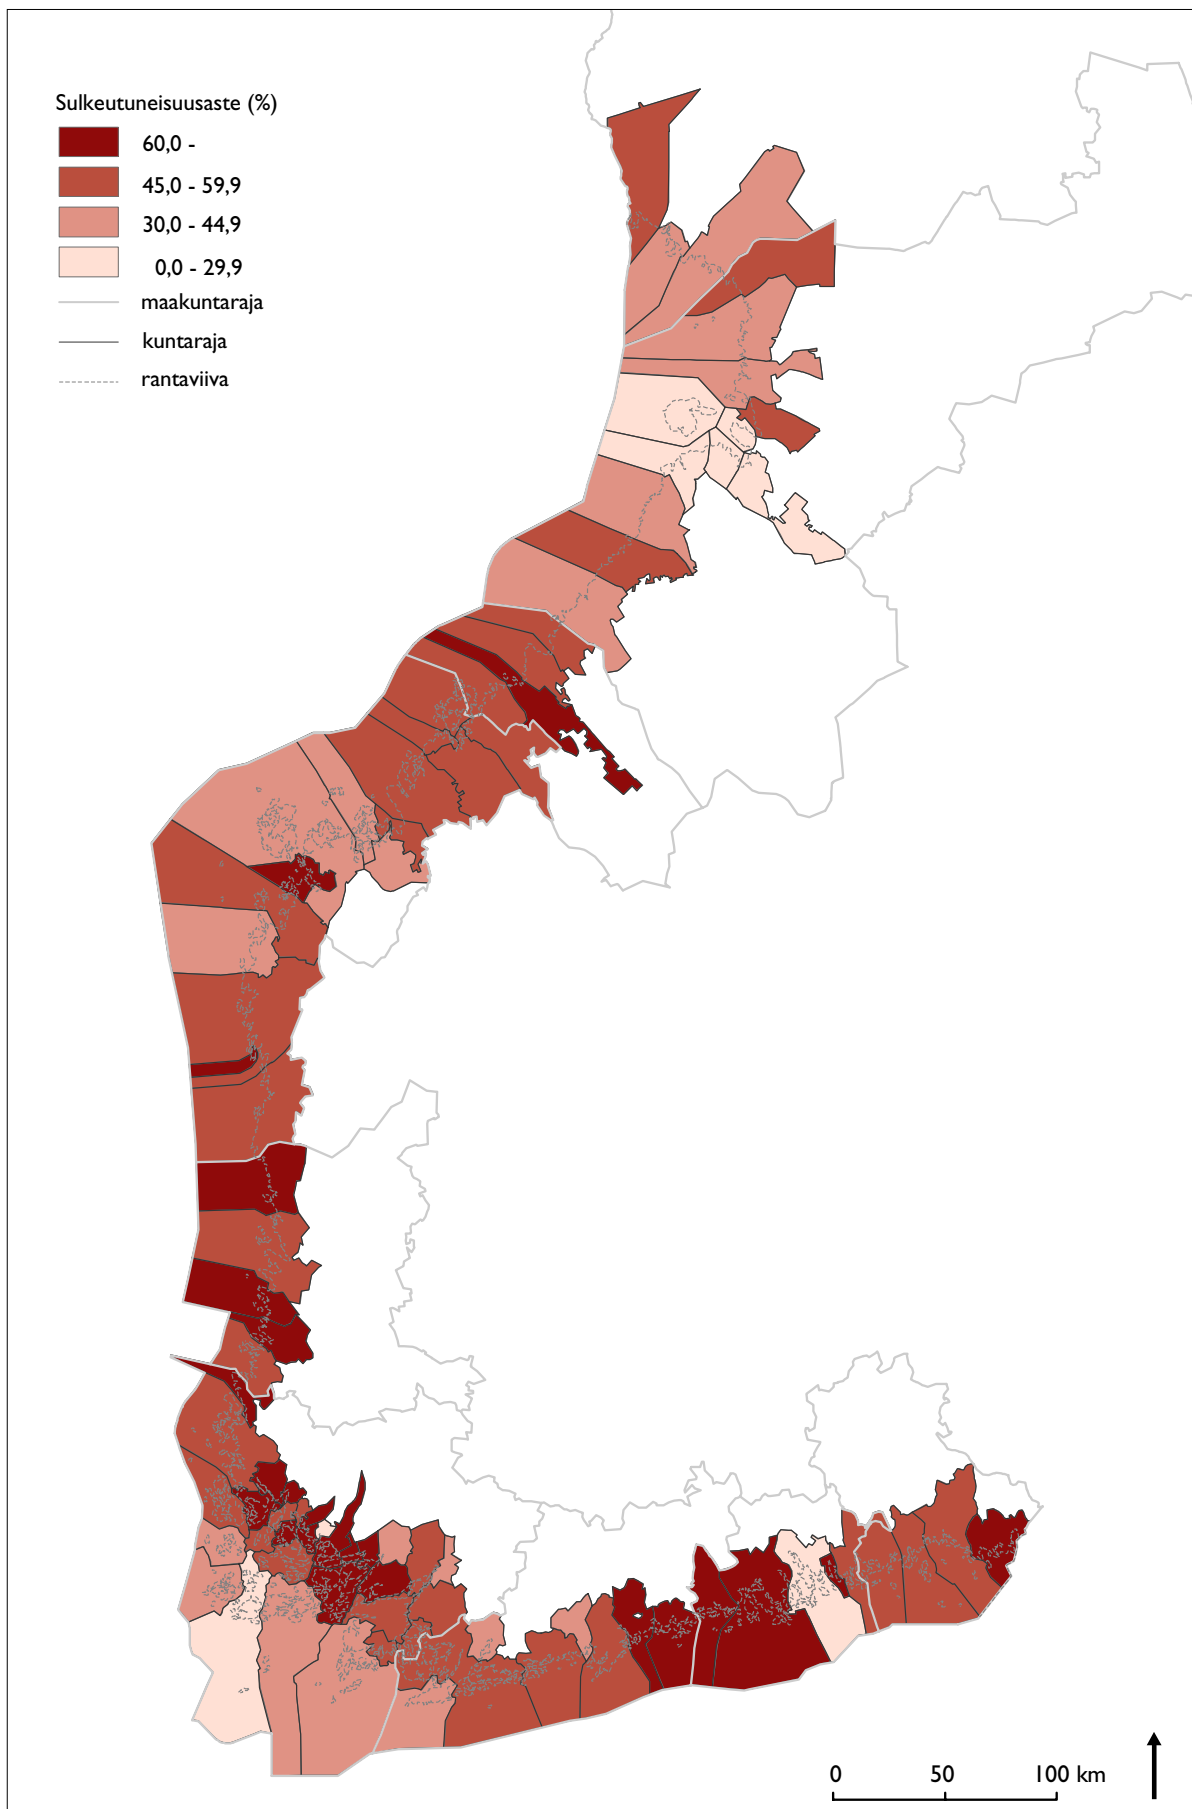 Sulkeutuneisuusaste (%)
60,0 -
45,0 - 59,9
30,0 - 44,9
0,0 - 29,9
maakuntaraja
kuntaraja
rantaviiva
0 50 100 km